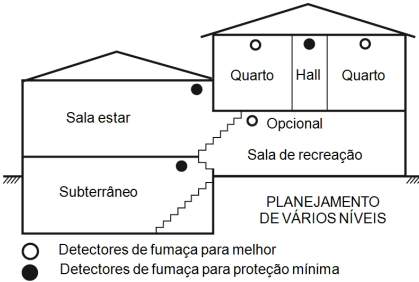 Quarto
Hall
Quarto
Sala estar
Opcional
Sala de recreação
Subterrâneo
PLANEJAMENTO
DE VÁRIOS NÍVEIS
Detectores de fumaça para melhor
Detectores de fumaça para proteção mínima